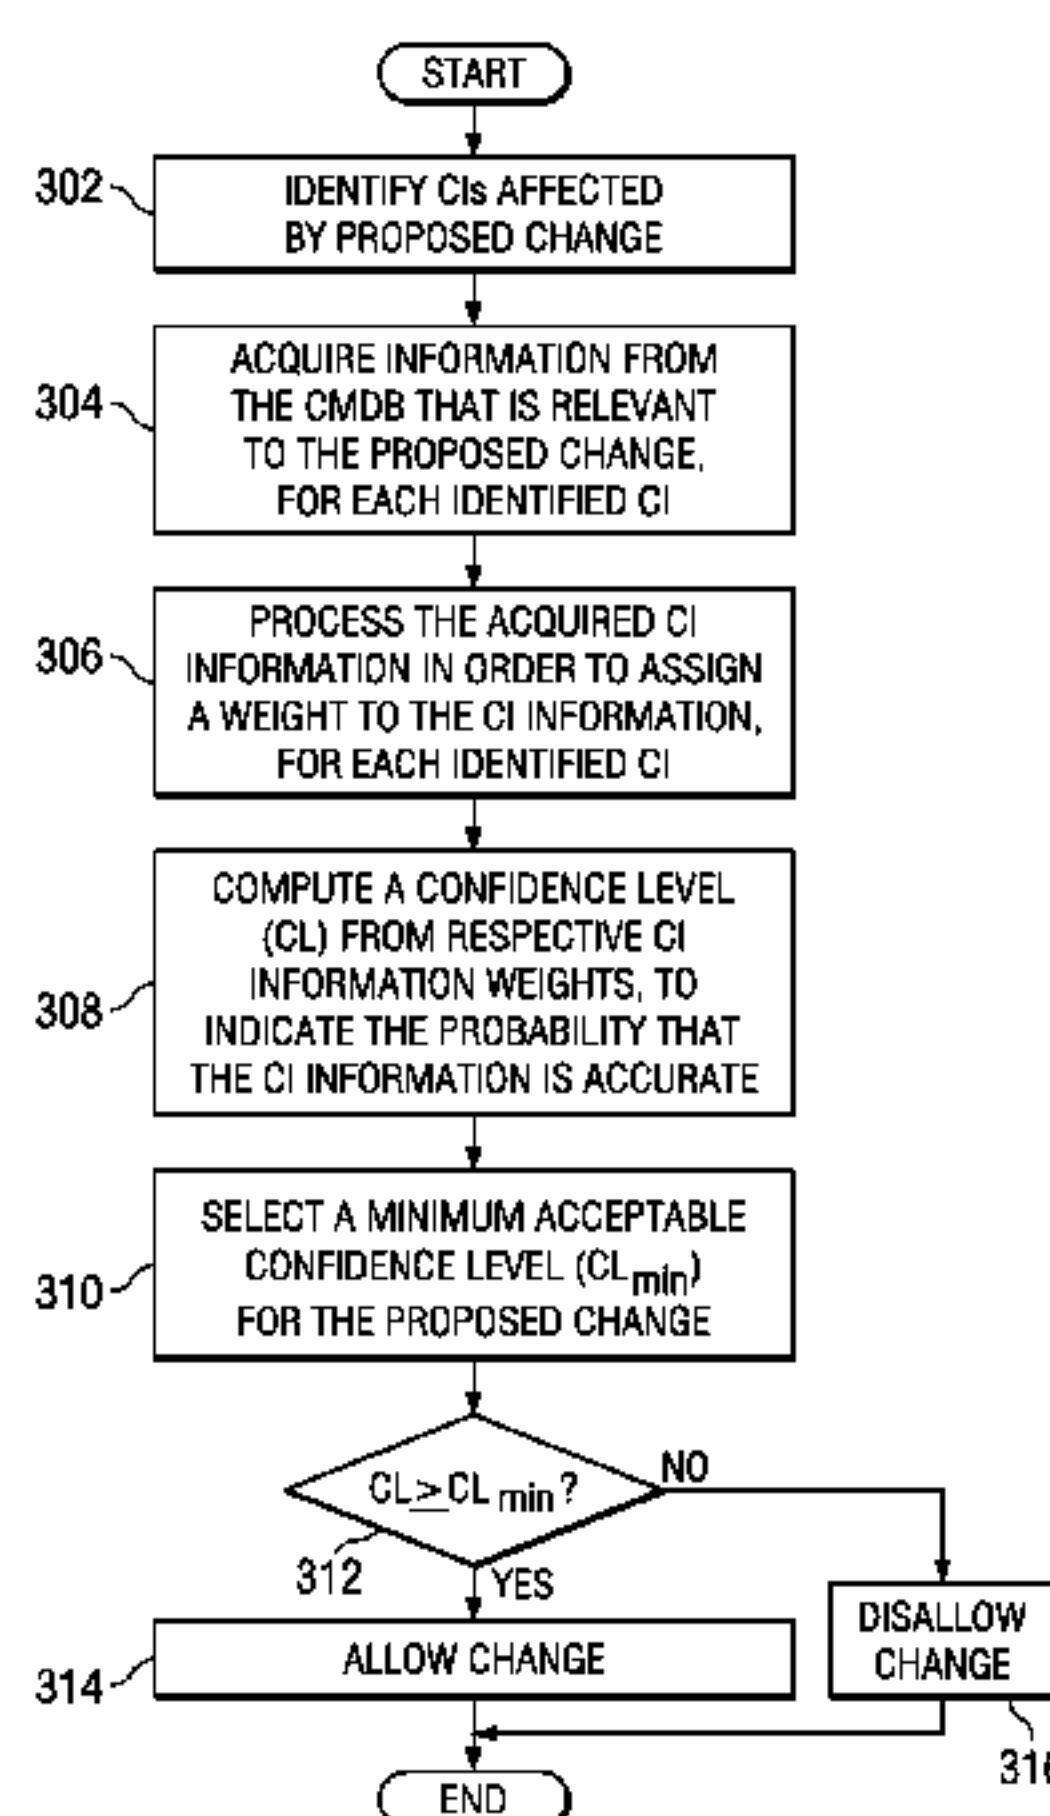 START
302
IDENTIFY CIs AFFECTED
BY PROPOSED CHANGE
304
ACQUIRE INFORMATION FROM
THE CMDB THAT IS RELEVANT
TO THE PROPOSED CHANGE,
FOR EACH IDENTIFIED CI
306
PROCESS THE ACQUIRED CI
INFORMATION IN ORDER TO ASSIGN
A WEIGHT TO THE CI INFORMATION,
FOR EACH IDENTIFIED CI
308
COMPUTE A CONFIDENCE LEVEL
(CL) FROM RESPECTIVE CI
INFORMATION WEIGHTS, TO
INDICATE THE PROBABILITY THAT
THE CI INFORMATION IS ACCURATE
310
SELECT A MINIMUM ACCEPTABLE
CONFIDENCE LEVEL (CLmin)
FOR THE PROPOSED CHANGE
CL≥CLmin?
NO
312
YES
314
ALLOW CHANGE
DISALLOW
CHANGE
END